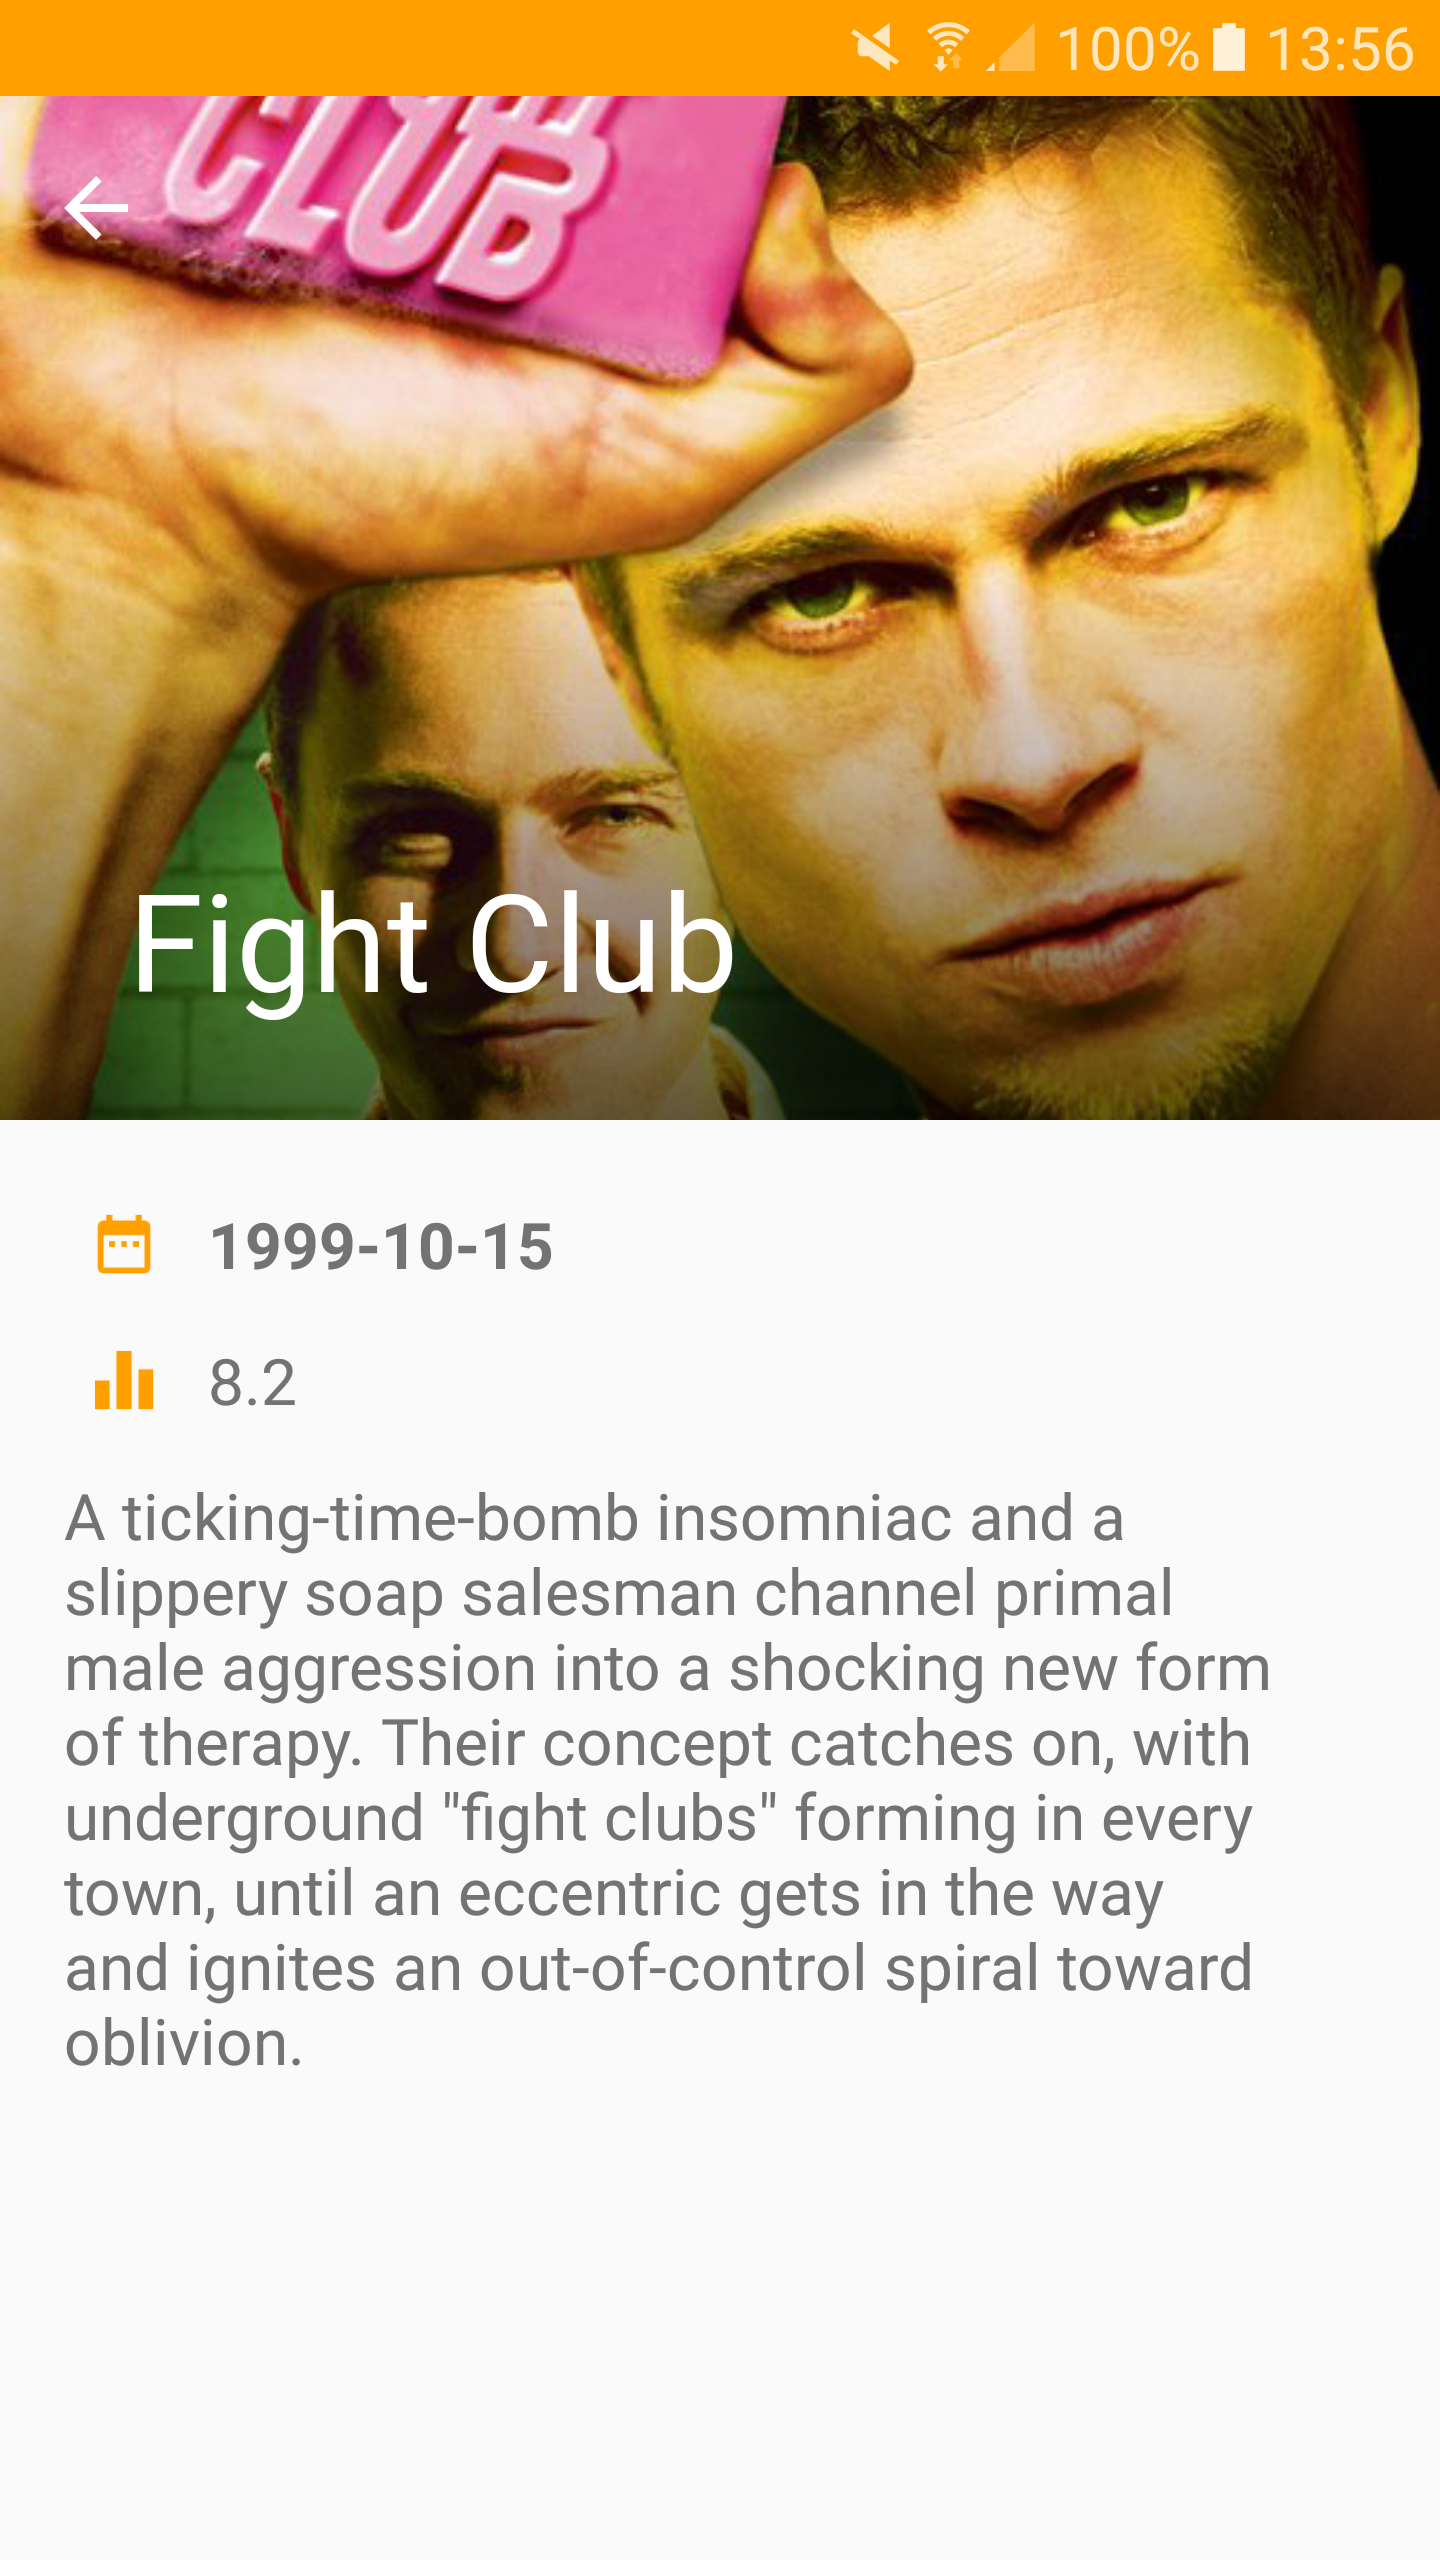 100% 13:56
CLUB
Fight Club
1999-10-15
8.2
A ticking-time-bomb insomniac and a
slippery soap salesman channel primal
male aggression into a shocking new form
of therapy. Their concept catches on, with
underground "fight clubs" forming in every
town, until an eccentric gets in the way
and ignites an out-of-control spiral toward
oblivion.